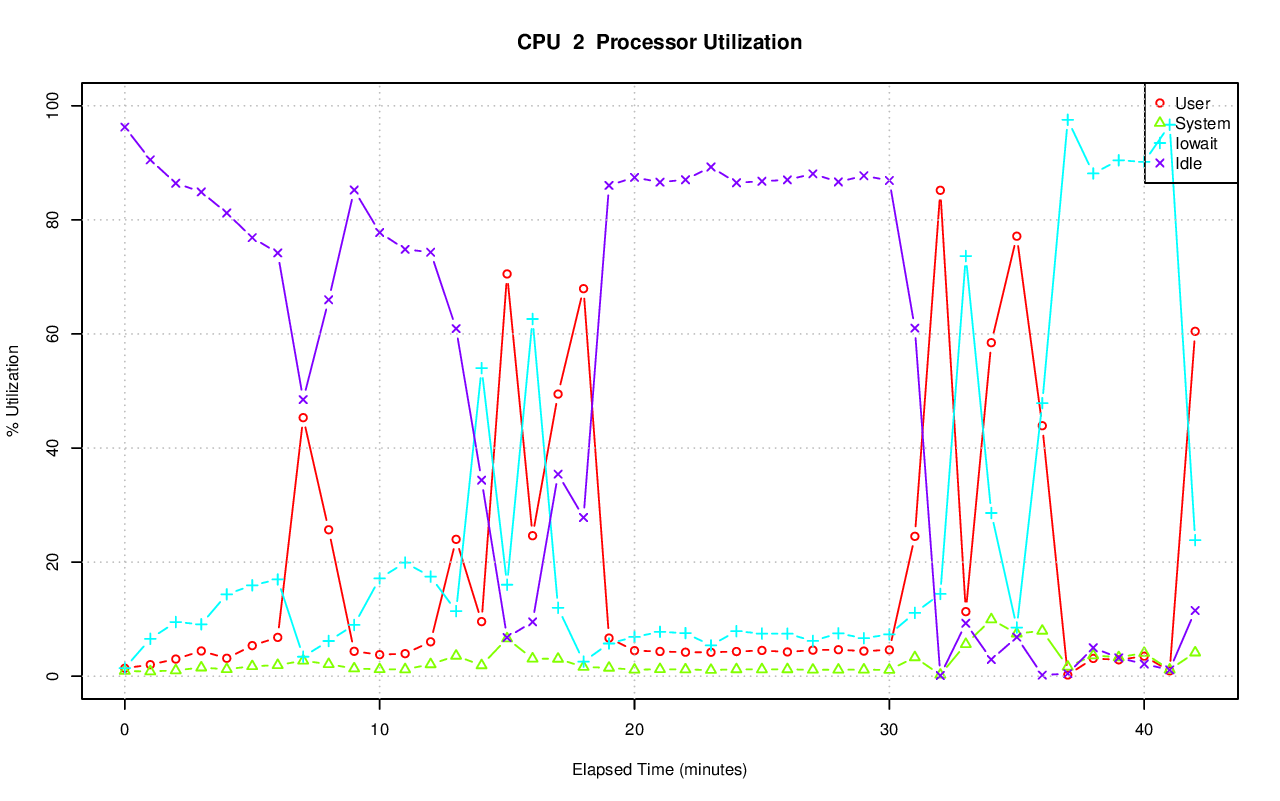 CPU  2  Processor Utilization
% Utilization
100
80
60
40
20
0
User
System
Iowait
Idle
0 10 20 30 40
Elapsed Time (minutes)